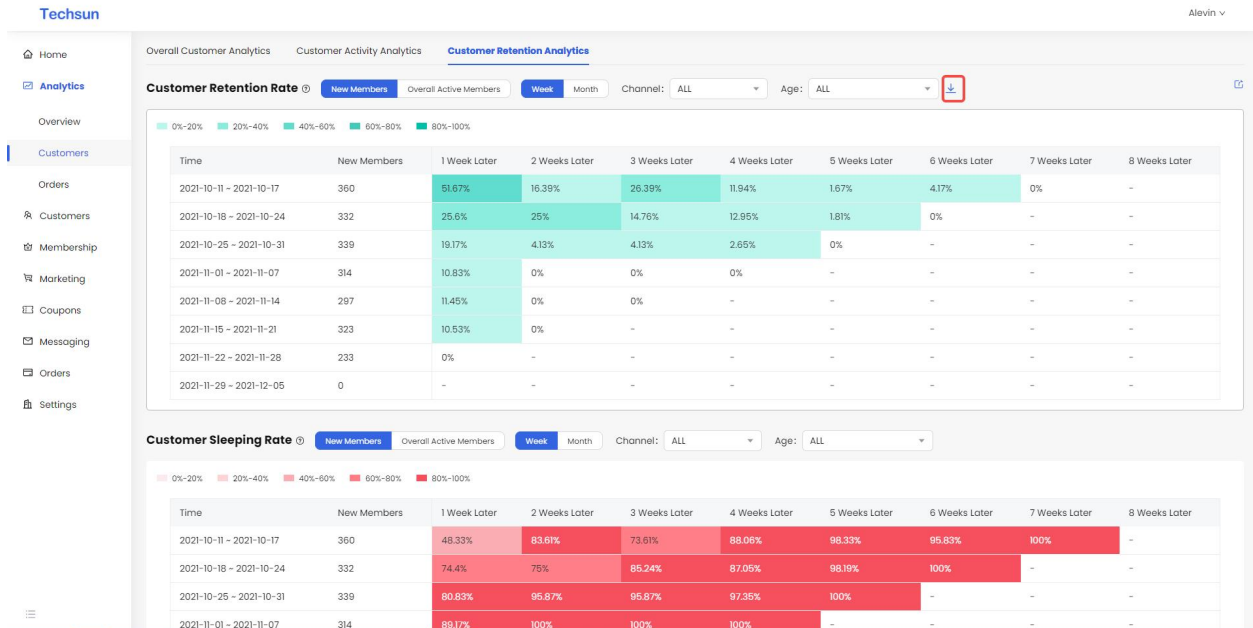 Techsun
Alevin
Home
Analytics
Overview
Customers
Orders
Customers
Membership
Marketing
Coupons
Messaging
Orders
Settings
Overall Customer Analytics Customer Activity Analytics Customer Retention Analytics
Customer Retention Rate New Members Overall Active Members Week Month Channel: ALL Age: ALL
0%-20% 20%-40% 40%-60% 60%-80% 80%-100%
Time New Members 1 Week Later 2 Weeks Later 3 Weeks Later 4 Weeks Later 5 Weeks Later 6 Weeks Later 7 Weeks Later 8 Weeks Later
2021-10-11 ~ 2021-10-17 360 51.67% 16.39% 26.39% 11.94% 1.67% 4.17% 0% -
2021-10-18 ~ 2021-10-24 332 25.6% 25% 14.76% 12.95% 1.81% 0% - -
2021-10-25 ~ 2021-10-31 339 19.17% 4.13% 4.13% 2.65% 0% - - -
2021-11-01 ~ 2021-11-07 314 10.83% 0% 0% 0% - - - -
2021-11-08 ~ 2021-11-14 297 11.45% 0% 0% - - - - -
2021-11-15 ~ 2021-11-21 323 10.53% 0% - - - - - -
2021-11-22 ~ 2021-11-28 233 0% - - - - - - -
2021-11-29 ~ 2021-12-05 0 - - - - - - - -
Customer Sleeping Rate New Members Overall Active Members Week Month Channel: ALL Age: ALL
0%-20% 20%-40% 40%-60% 60%-80% 80%-100%
Time New Members 1 Week Later 2 Weeks Later 3 Weeks Later 4 Weeks Later 5 Weeks Later 6 Weeks Later 7 Weeks Later 8 Weeks Later
2021-10-11 ~ 2021-10-17 360 48.33% 83.61% 73.61% 88.06% 98.33% 95.83% 100% -
2021-10-18 ~ 2021-10-24 332 74.4% 75% 85.24% 87.05% 98.19% 100% - -
2021-10-25 ~ 2021-10-31 339 80.83% 95.87% 95.87% 97.35% 100% - - -
2021-11-01 ~ 2021-11-07 314 89.17% 100% 100% 100% - - - -